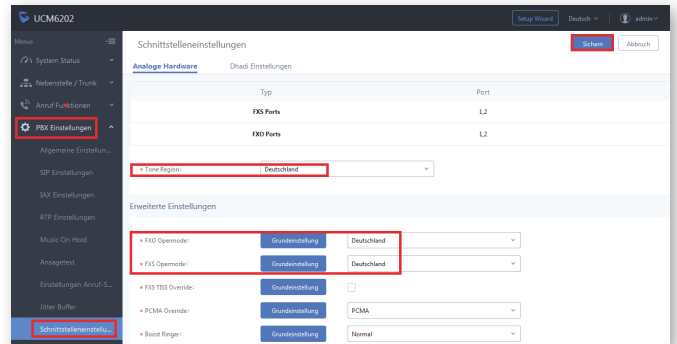 UCM6202
Setup Wizard Deutsch admin
Menus
System Status
Nebenstelle / Trunk
Anruf Funktionen
PBX Einstellungen
Allgemeine Einstellun...
SIP Einstellungen
IAX Einstellungen
RTP Einstellungen
Music On Hold
Ansagetext
Einstellungen Anruf-S...
Jitter Buffer
Schnittstelleneinstellu...
Schnittstelleneinstellungen
Sichern Abbruch
Analoge Hardware Dhadi Einstellungen
Typ Port
FXS Ports 1,2
FXO Ports 1,2
* Tone Region: Deutschland
Erweiterte Einstellungen
* FXO Opermode: Grundeinstellung Deutschland
* FXS Opermode: Grundeinstellung Deutschland
* FXS TISS Override: Grundeinstellung
* PCMA Override: Grundeinstellung PCMA
* Boost Ringer: Grundeinstellung Normal